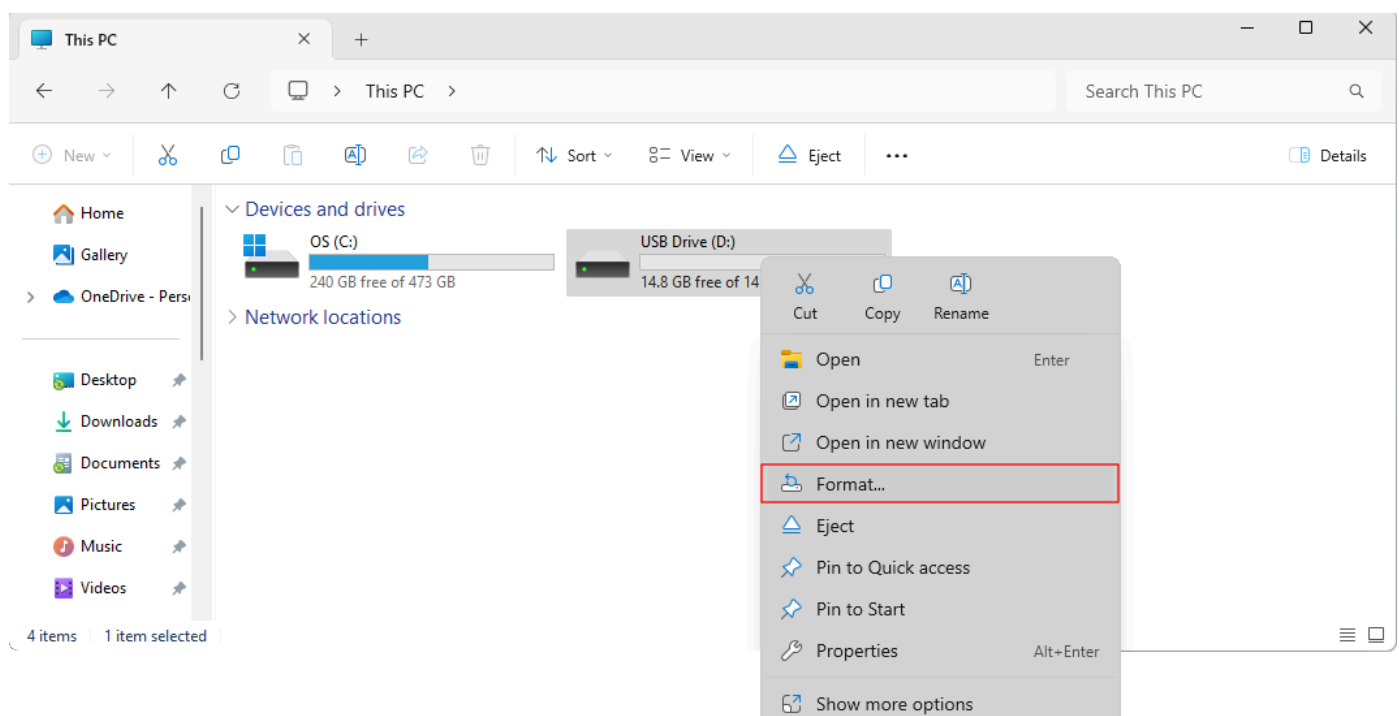 This PC
This PC
Search This PC
New
Sort
View
Eject
Details
Home
Gallery
OneDrive - Pers
Desktop
Downloads
Documents
Pictures
Music
Videos
Devices and drives
OS (C:)
240 GB free of 473 GB
USB Drive (D:)
14.8 GB free of 14
Network locations
Cut Copy Rename
Open Enter
Open in new tab
Open in new window
Format...
Eject
Pin to Quick access
Pin to Start
Properties Alt+Enter
Show more options
4 items 1 item selected